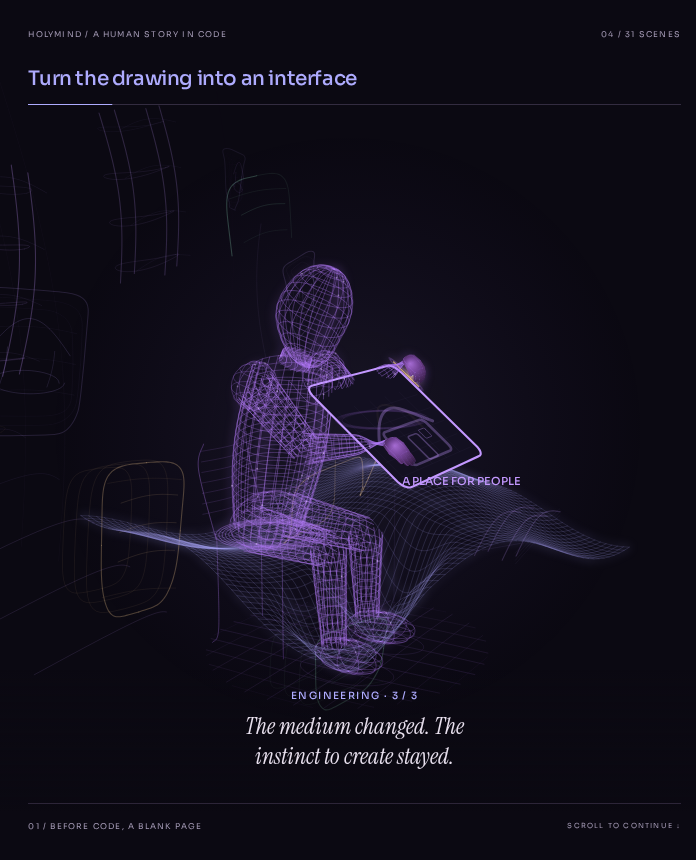 HOLYMIND / A HUMAN STORY IN CODE
04 / 31 SCENES
Turn the drawing into an interface
A PLACE FOR PEOPLE
ENGINEERING · 3 / 3
The medium changed. The
instinct to create stayed.
01 / BEFORE CODE, A BLANK PAGE
SCROLL TO CONTINUE ↓